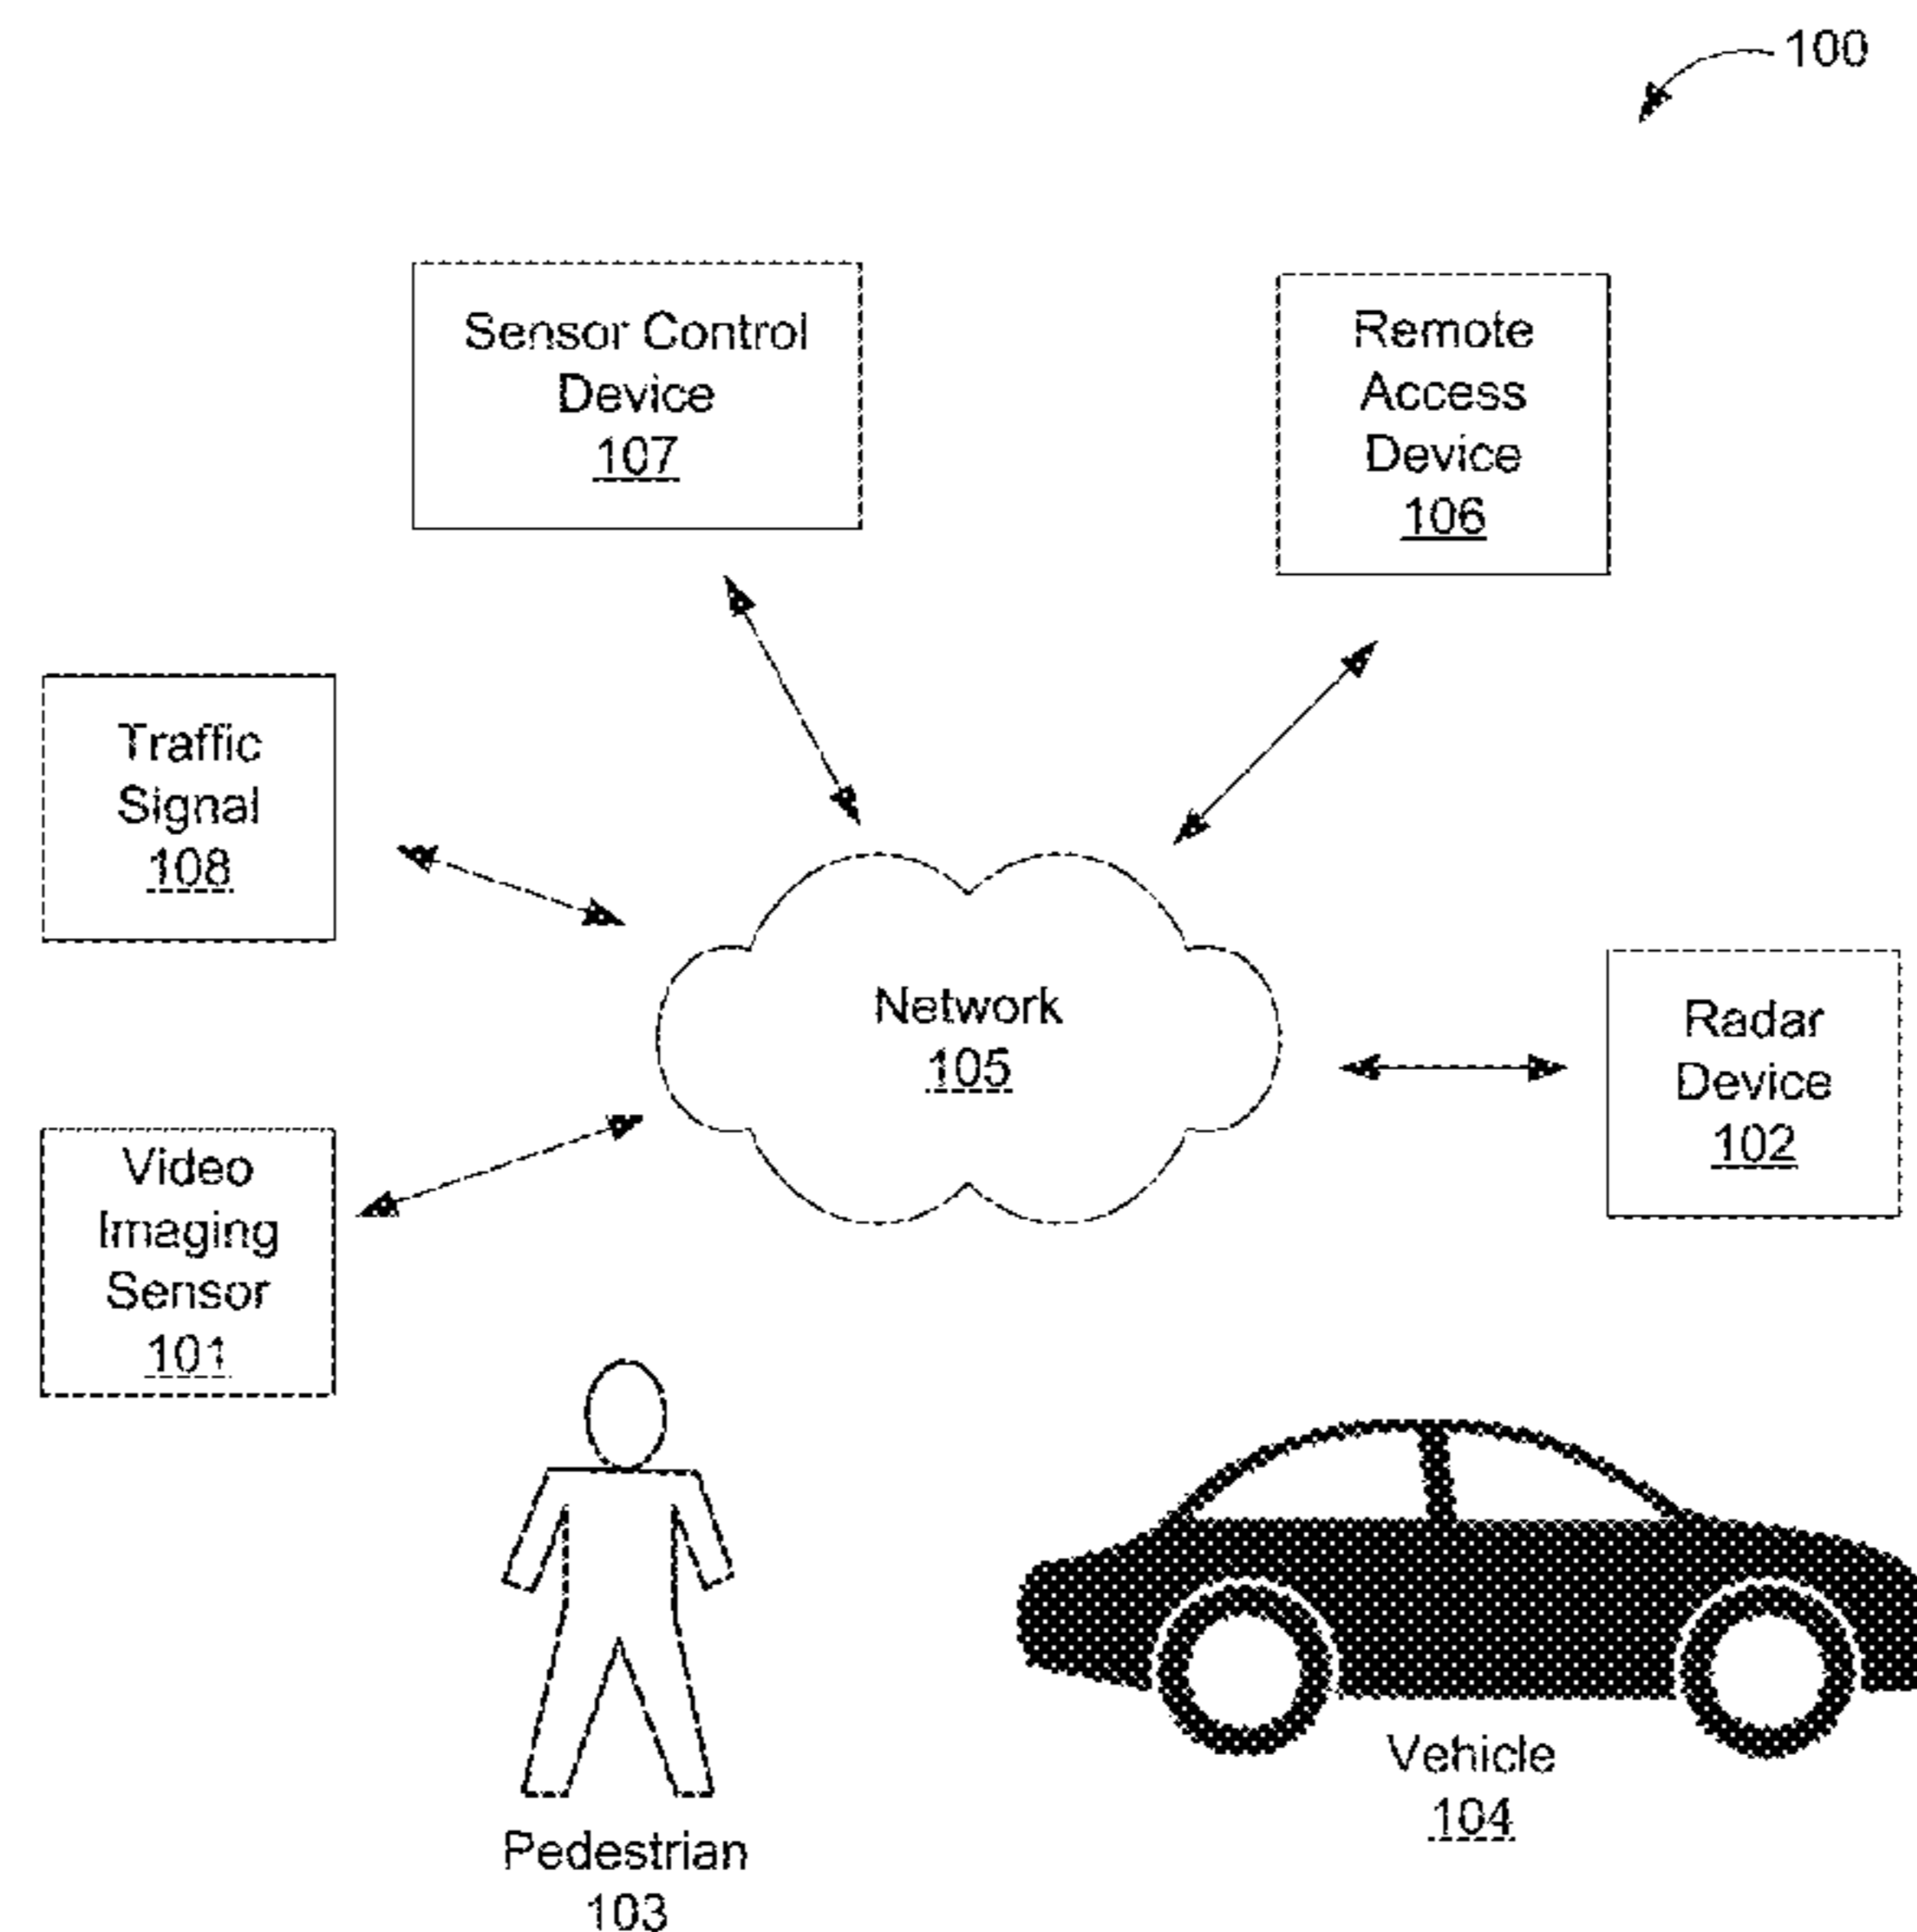 100
Sensor Control
Device
107
Remote
Access
Device
106
Traffic
Signal
108
Network
105
Radar
Device
102
Video
Imaging
Sensor
101
Vehicle
104
Pedestrian
103